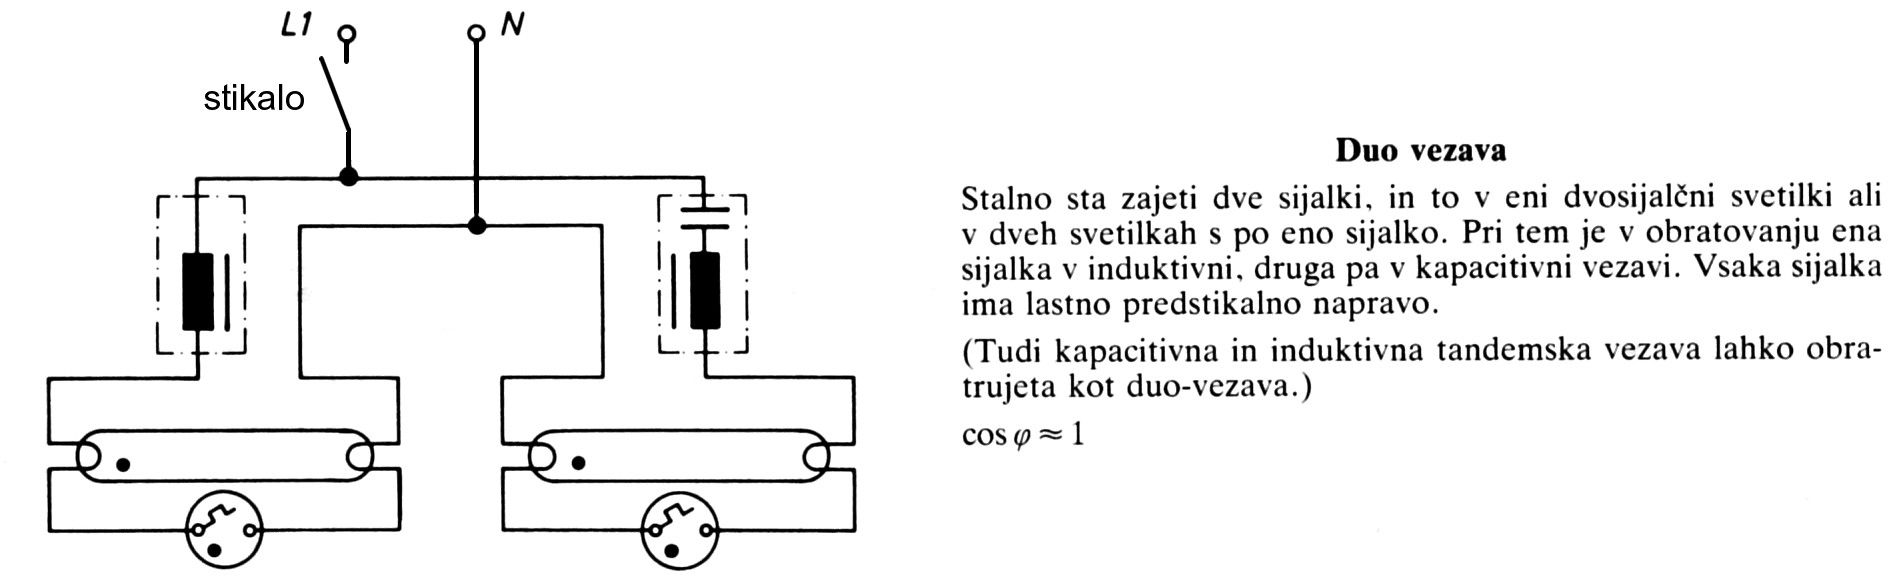 L1
N
stikalo
Duo vezava
Stalno sta zajeti dve sijalki, in to v eni dvosijalčni svetilki ali
v dveh svetilkah s po eno sijalko. Pri tem je v obratovanju ena
sijalka v induktivni, druga pa v kapacitivni vezavi. Vsaka sijalka
ima lastno predstikalno napravo.
(Tudi kapacitivna in induktivna tandemska vezava lahko obra-
trujeta kot duo-vezava.)
cos φ ≈ 1